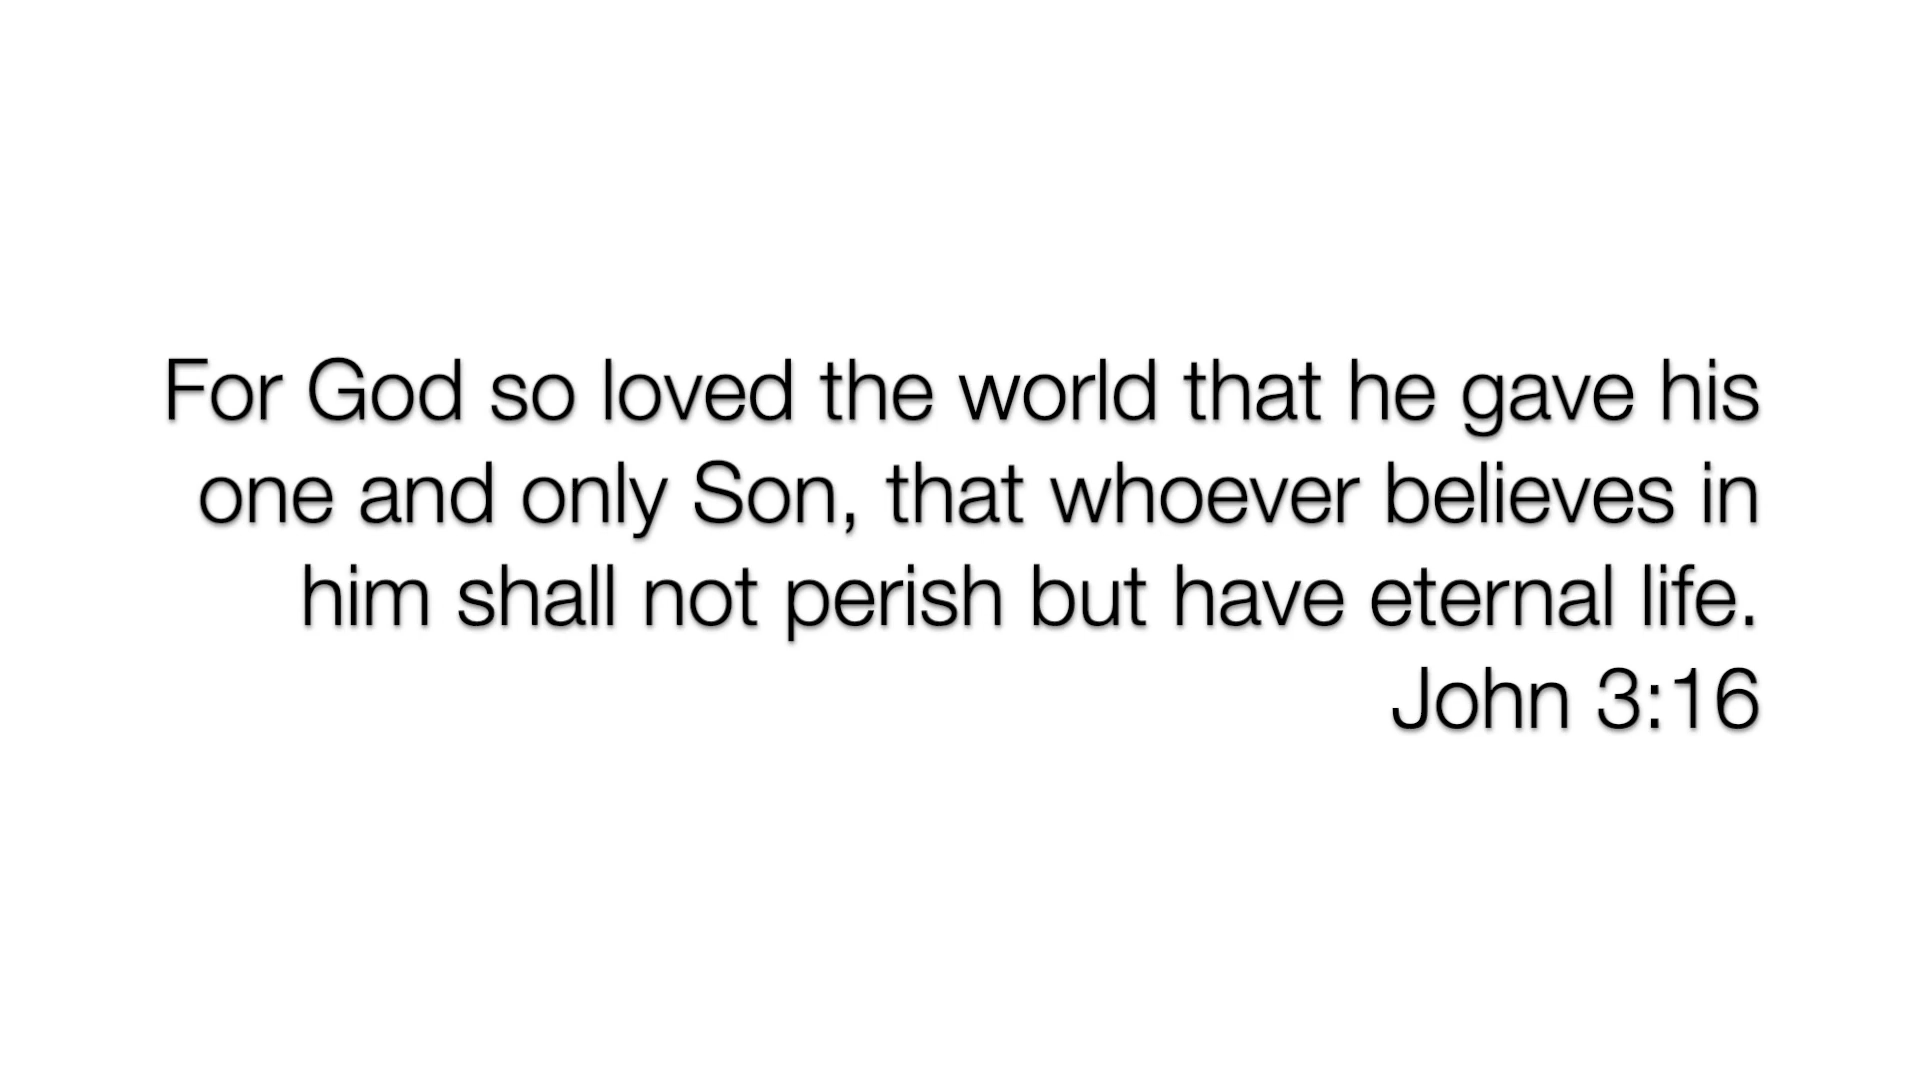 For God so loved the world that he gave his
one and only Son, that whoever believes in
him shall not perish but have eternal life.
John 3:16